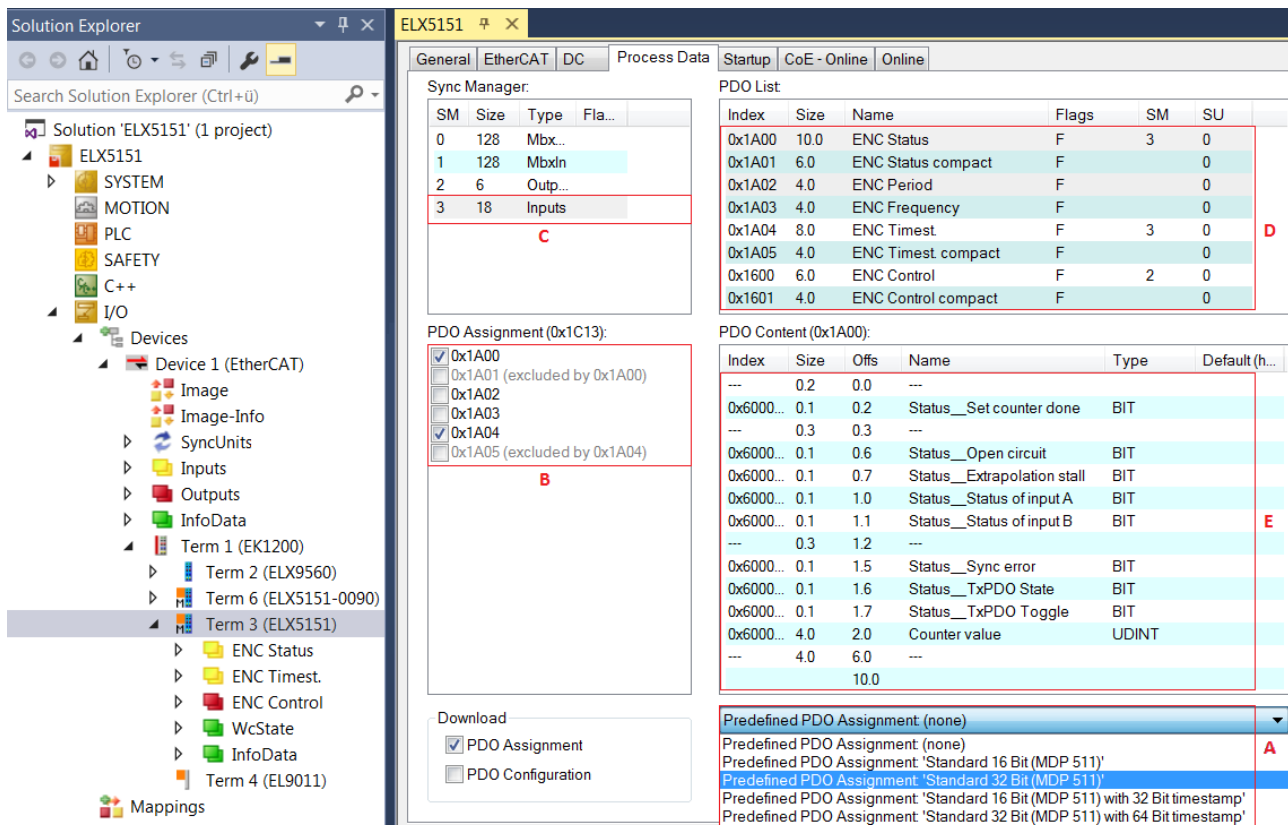 Solution Explorer
Search Solution Explorer (Ctrl+ü)
Solution 'ELX5151' (1 project)
ELX5151
SYSTEM
MOTION
PLC
SAFETY
C++
I/O
Devices
Device 1 (EtherCAT)
Image
Image-Info
SyncUnits
Inputs
Outputs
InfoData
Term 1 (EK1200)
Term 2 (ELX9560)
Term 6 (ELX5151-0090)
Term 3 (ELX5151)
ENC Status
ENC Timest.
ENC Control
WcState
InfoData
Term 4 (EL9011)
Mappings
ELX5151
General EtherCAT DC Process Data Startup CoE - Online Online
Sync Manager:
SM Size Type Fla...
0 128 Mbx...
1 128 MbxIn
2 6 Outp...
3 18 Inputs
C
PDO List:
Index Size Name Flags SM SU
0x1A00 10.0 ENC Status F 3 0
0x1A01 6.0 ENC Status compact F 0
0x1A02 4.0 ENC Period F 0
0x1A03 4.0 ENC Frequency F 0
0x1A04 8.0 ENC Timest. F 3 0
D
0x1A05 4.0 ENC Timest. compact F 0
0x1600 6.0 ENC Control F 2 0
0x1601 4.0 ENC Control compact F 0
PDO Assignment (0x1C13):
0x1A00
0x1A01 (excluded by 0x1A00)
0x1A02
0x1A03
0x1A04
0x1A05 (excluded by 0x1A04)
B
PDO Content (0x1A00):
Index Size Offs Name Type Default (h...
--- 0.2 0.0 ---
0x6000... 0.1 0.2 Status__Set counter done BIT
--- 0.3 0.3 ---
0x6000... 0.1 0.6 Status__Open circuit BIT
0x6000... 0.1 0.7 Status__Extrapolation stall BIT
0x6000... 0.1 1.0 Status__Status of input A BIT
0x6000... 0.1 1.1 Status__Status of input B BIT
E
--- 0.3 1.2 ---
0x6000... 0.1 1.5 Status__Sync error BIT
0x6000... 0.1 1.6 Status__TxPDO State BIT
0x6000... 0.1 1.7 Status__TxPDO Toggle BIT
0x6000... 4.0 2.0 Counter value UDINT
--- 4.0 6.0 ---
10.0
Download
PDO Assignment
PDO Configuration
Predefined PDO Assignment: (none)
Predefined PDO Assignment: (none)
A
Predefined PDO Assignment: 'Standard 16 Bit (MDP 511)'
Predefined PDO Assignment: 'Standard 32 Bit (MDP 511)'
Predefined PDO Assignment: 'Standard 16 Bit (MDP 511) with 32 Bit timestamp'
Predefined PDO Assignment: 'Standard 32 Bit (MDP 511) with 64 Bit timestamp'